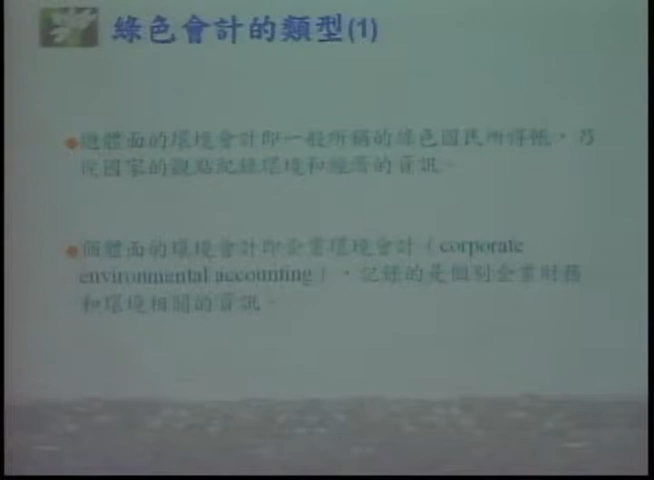 綠色會計的類型(1)
總體面的環境會計即一般所稱的綠色國民所得帳，乃
從國家的觀點記錄環境和經濟的資訊。
個體面的環境會計即企業環境會計（corporate
environmental accounting），記錄的是個別企業財務
和環境相關的資訊。